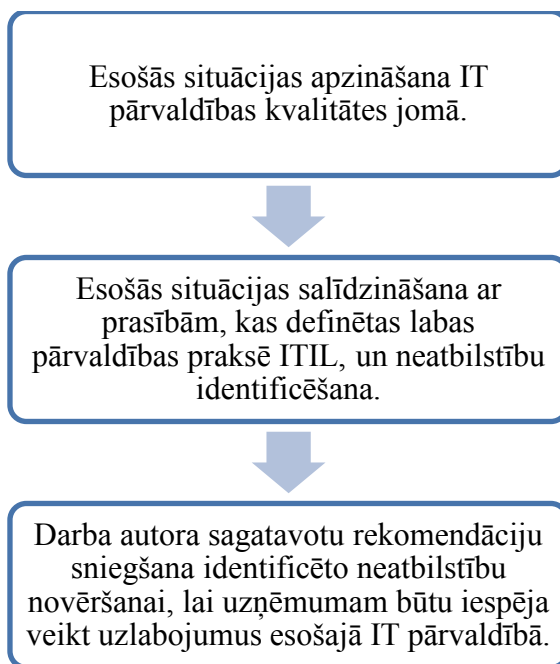 Esošās situācijas apzināšana IT
pārvaldības kvalitātes jomā.
Esošās situācijas salīdzināšana ar
prasībām, kas definētas labas
pārvaldības praksē ITIL, un neatbilstību
identificēšana.
Darba autora sagatavotu rekomendāciju
sniegšana identificēto neatbilstību
novēršanai, lai uzņēmumam būtu iespēja
veikt uzlabojumus esošajā IT pārvaldībā.